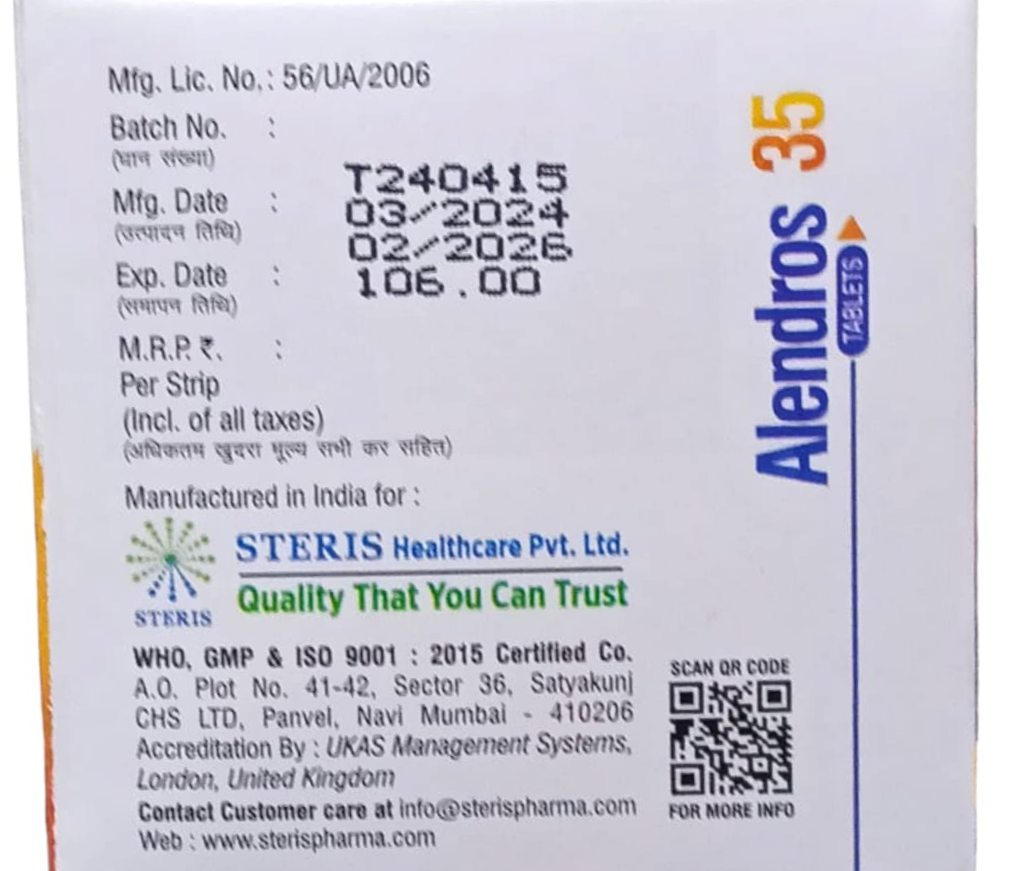 Mfg. Lic. No.: 56/UA/2006
Batch No. :
(घान संख्या)
Mfg. Date :
(उत्पादन तिथि)
Exp. Date :
(समापन तिथि)
M.R.P. ₹. :
Per Strip
(Incl. of all taxes)
(अधिकतम खुदरा मूल्य सभी कर सहित)
T240415
03/2024
02/2026
106.00
Manufactured in India for :
STERIS
STERIS Healthcare Pvt. Ltd.
Quality That You Can Trust
WHO, GMP & ISO 9001 : 2015 Certified Co.
A.O. Plot No. 41-42, Sector 36, Satyakunj
CHS LTD, Panvel, Navi Mumbai - 410206
Accreditation By : UKAS Management Systems,
London, United Kingdom
Contact Customer care at info@sterispharma.com
Web : www.sterispharma.com
SCAN QR CODE
FOR MORE INFO
Alendros 35
TABLETS